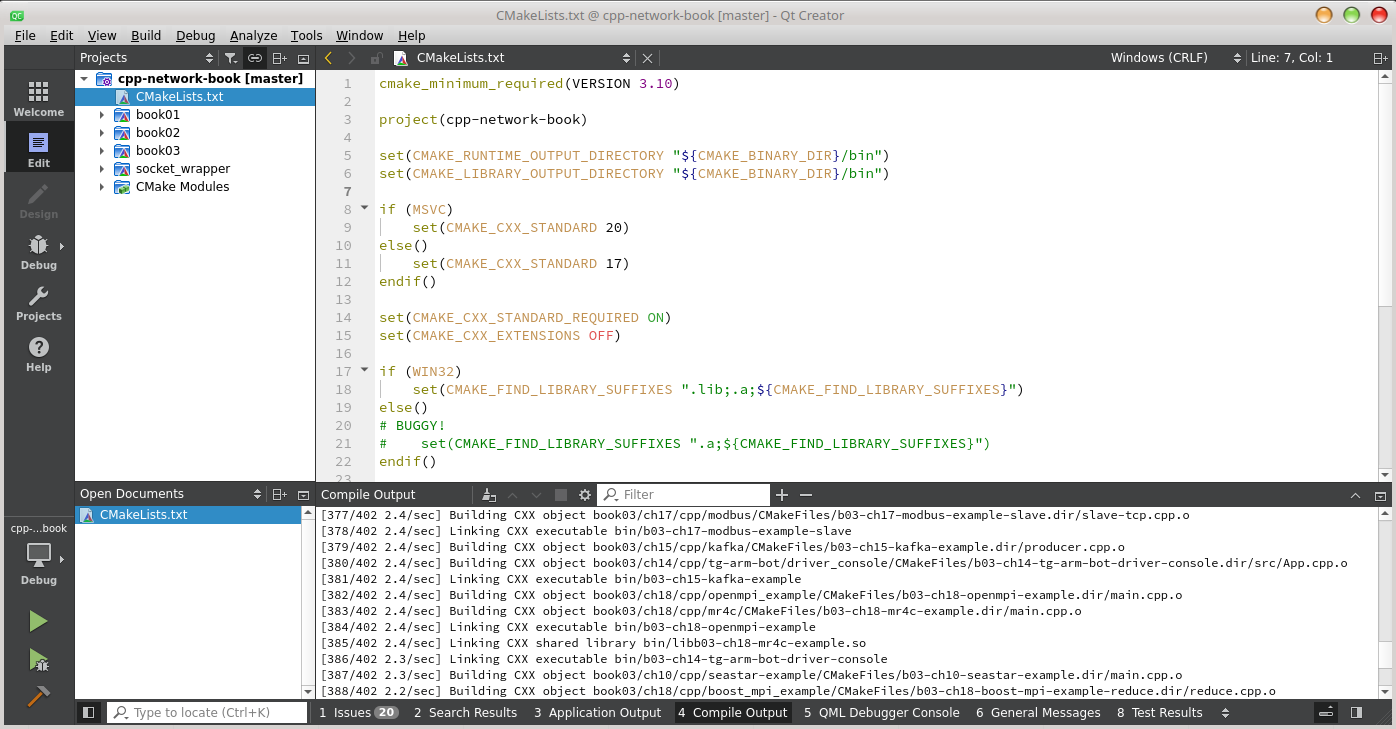 CMakeLists.txt @ cpp-network-book [master] - Qt Creator
File Edit View Build Debug Analyze Tools Window Help
Projects
CMakeLists.txt
Windows (CRLF)
Line: 7, Col: 1
Welcome
Edit
Design
Debug
Projects
Help
cpp-...book
Debug
cpp-network-book [master]
CMakeLists.txt
book01
book02
book03
socket_wrapper
CMake Modules
Open Documents
CMakeLists.txt
1 cmake_minimum_required(VERSION 3.10)
2
3 project(cpp-network-book)
4
5 set(CMAKE_RUNTIME_OUTPUT_DIRECTORY "${CMAKE_BINARY_DIR}/bin")
6 set(CMAKE_LIBRARY_OUTPUT_DIRECTORY "${CMAKE_BINARY_DIR}/bin")
7
8 if (MSVC)
9     set(CMAKE_CXX_STANDARD 20)
10 else()
11     set(CMAKE_CXX_STANDARD 17)
12 endif()
13
14 set(CMAKE_CXX_STANDARD_REQUIRED ON)
15 set(CMAKE_CXX_EXTENSIONS OFF)
16
17 if (WIN32)
18     set(CMAKE_FIND_LIBRARY_SUFFIXES ".lib;.a;${CMAKE_FIND_LIBRARY_SUFFIXES}")
19 else()
20 # BUGGY!
21 #    set(CMAKE_FIND_LIBRARY_SUFFIXES ".a;${CMAKE_FIND_LIBRARY_SUFFIXES}")
22 endif()
23
Compile Output
Filter
[377/402 2.4/sec] Building CXX object book03/ch17/cpp/modbus/CMakeFiles/b03-ch17-modbus-example-slave.dir/slave-tcp.cpp.o
[378/402 2.4/sec] Linking CXX executable bin/b03-ch17-modbus-example-slave
[379/402 2.4/sec] Building CXX object book03/ch15/cpp/kafka/CMakeFiles/b03-ch15-kafka-example.dir/producer.cpp.o
[380/402 2.4/sec] Building CXX object book03/ch14/cpp/tg-arm-bot/driver_console/CMakeFiles/b03-ch14-tg-arm-bot-driver-console.dir/src/App.cpp.o
[381/402 2.4/sec] Linking CXX executable bin/b03-ch15-kafka-example
[382/402 2.4/sec] Building CXX object book03/ch18/cpp/openmpi_example/CMakeFiles/b03-ch18-openmpi-example.dir/main.cpp.o
[383/402 2.4/sec] Building CXX object book03/ch18/cpp/mr4c/CMakeFiles/b03-ch18-mr4c-example.dir/main.cpp.o
[384/402 2.4/sec] Linking CXX executable bin/b03-ch18-openmpi-example
[385/402 2.4/sec] Linking CXX shared library bin/libb03-ch18-mr4c-example.so
[386/402 2.3/sec] Linking CXX executable bin/b03-ch14-tg-arm-bot-driver-console
[387/402 2.3/sec] Building CXX object book03/ch10/cpp/seastar-example/CMakeFiles/b03-ch10-seastar-example.dir/main.cpp.o
[388/402 2.2/sec] Building CXX object book03/ch18/cpp/boost_mpi_example/CMakeFiles/b03-ch18-boost-mpi-example-reduce.dir/reduce.cpp.o
Type to locate (Ctrl+K)
1 Issues 20 2 Search Results 3 Application Output 4 Compile Output 5 QML Debugger Console 6 General Messages 8 Test Results